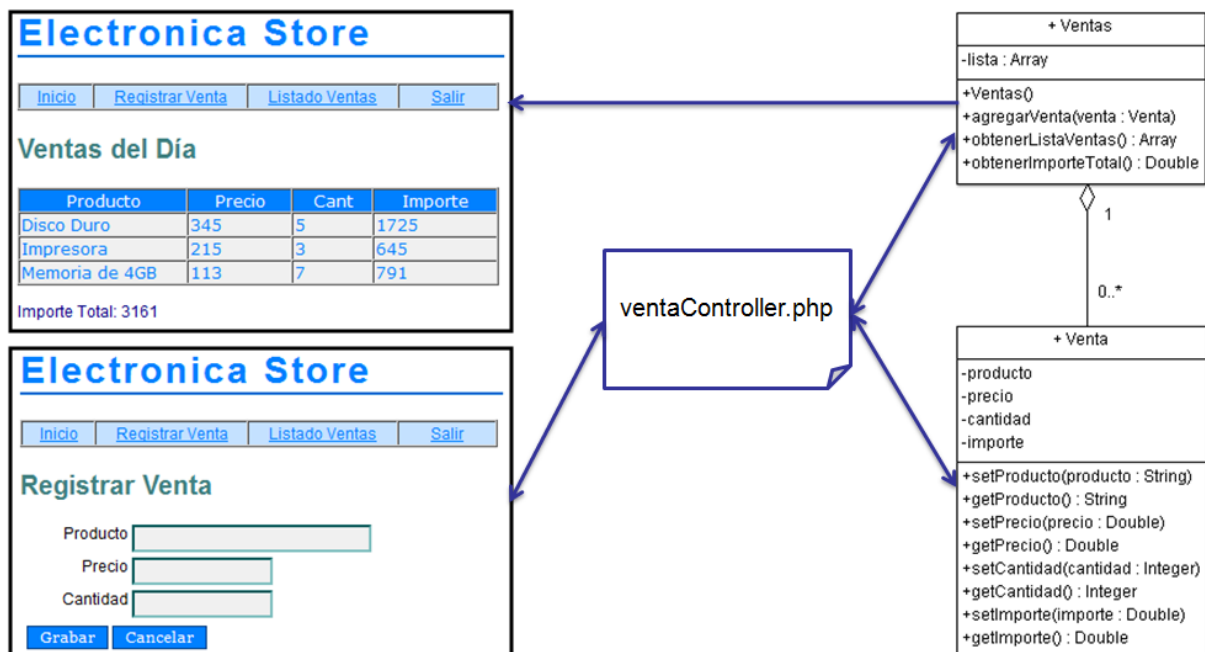 Electronica Store
Inicio Registrar Venta Listado Ventas Salir
Ventas del Día
Producto Precio Cant Importe
Disco Duro 345 5 1725
Impresora 215 3 645
Memoria de 4GB 113 7 791
Importe Total: 3161
Electronica Store
Inicio Registrar Venta Listado Ventas Salir
Registrar Venta
Producto
Precio
Cantidad
Grabar Cancelar
ventaController.php
+ Ventas
-lista : Array
+Ventas()
+agregarVenta(venta : Venta)
+obtenerListaVentas() : Array
+obtenerImporteTotal() : Double
1
0..*
+ Venta
-producto
-precio
-cantidad
-importe
+setProducto(producto : String)
+getProducto() : String
+setPrecio(precio : Double)
+getPrecio() : Double
+setCantidad(cantidad : Integer)
+getCantidad() : Integer
+setImporte(importe : Double)
+getImporte() : Double